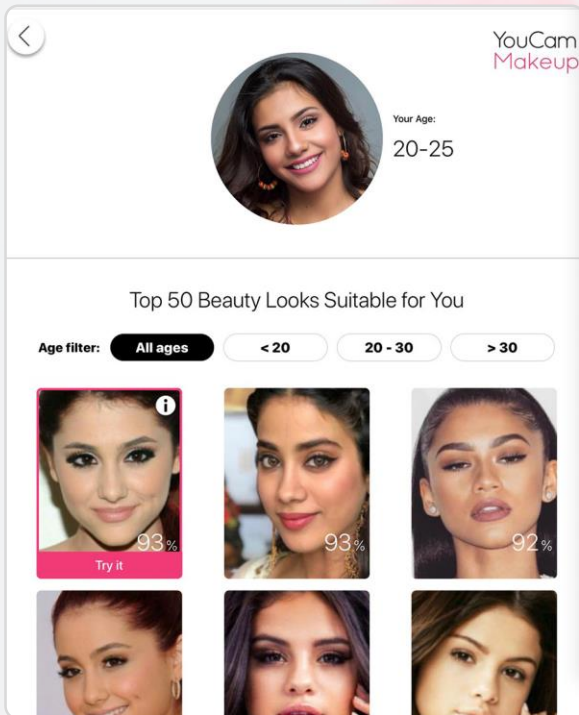 YouCam
Makeup
Your Age:
20-25
Top 50 Beauty Looks Suitable for You
Age filter: All ages < 20 20 - 30 > 30
i
93% 93% 92%
Try it